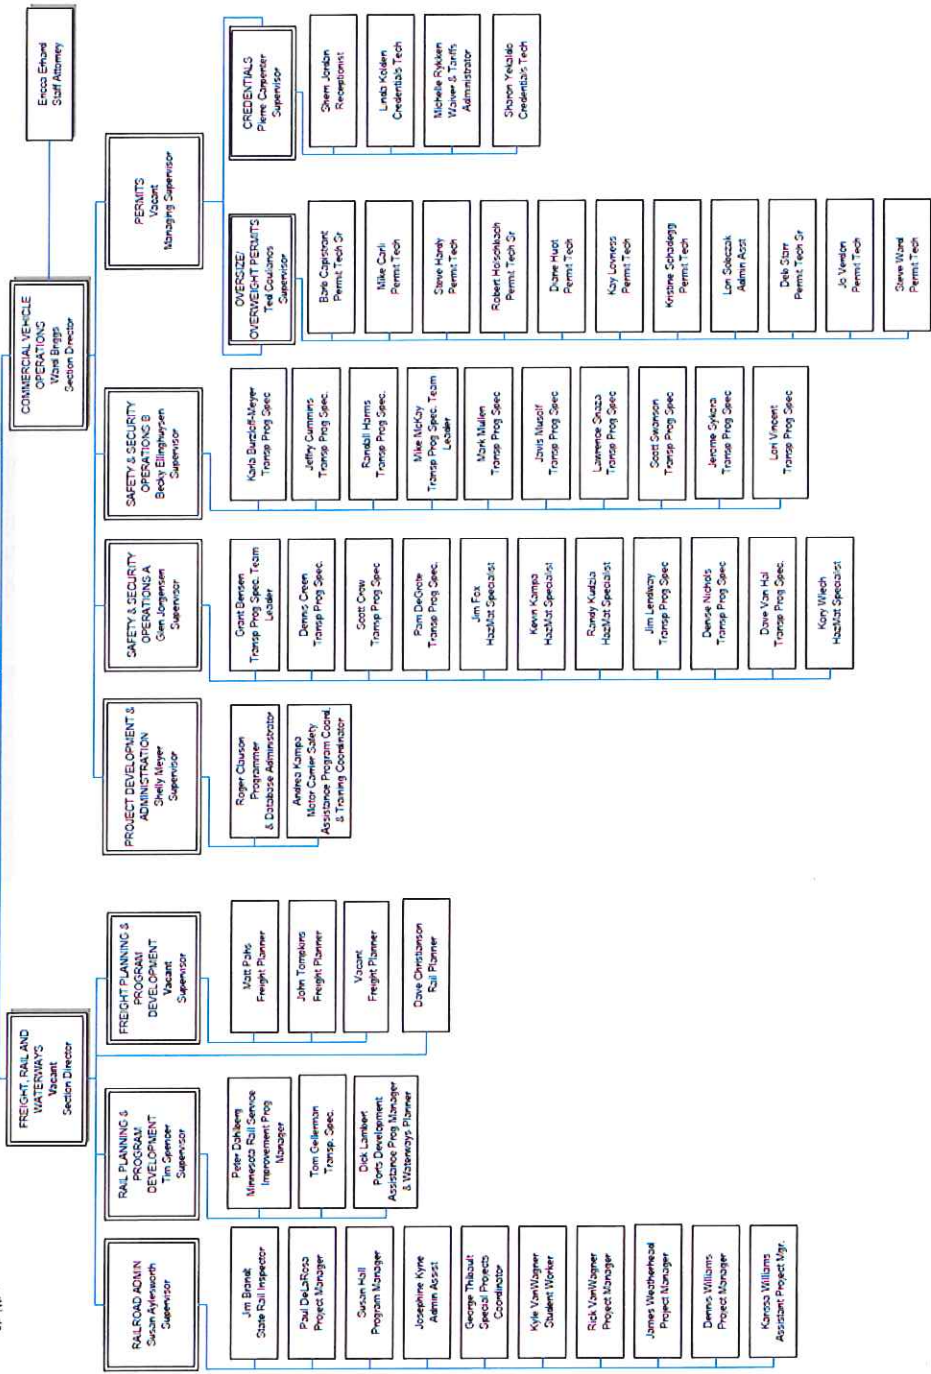 FREIGHT, RAIL AND
WATERWAYS
Vacant
Section Director
COMMERCIAL VEHICLE
OPERATIONS
Ward Briggs
Section Director
Staff Attorney
RAILROAD ADMIN
Susan Aylesworth
Supervisor
Jim Brandt
State Rail Inspector
Paul DeLaRosa
Project Manager
Susan Hall
Program Manager
Josephine Kyne
Admin Assist
George Thibault
Special Projects
Coordinator
Kyle VanWagner
Student Worker
Rick VanWagner
Project Manager
James Weatherhead
Project Manager
Dennis Williams
Project Manager
Karissa Williams
Assistant Project Mgr.
RAIL PLANNING &
PROGRAM
DEVELOPMENT
Tim Spencer
Supervisor
Peter Dahlberg
Minnesota Rail Service
Improvement Prog
Manager
Tom Gellerman
Transp. Spec.
Dick Lambert
Ports Development
Assistance Prog Manager
& Waterways Planner
FREIGHT PLANNING &
PROGRAM
DEVELOPMENT
Vacant
Supervisor
Matt Pahs
Freight Planner
John Tompkins
Freight Planner
Vacant
Freight Planner
Dave Christianson
Rail Planner
PROJECT DEVELOPMENT &
ADMINISTRATION
Shelly Meyer
Supervisor
Roger Clauson
Programmer
& Database Administrator
Andrea Kampa
Motor Carrier Safety
Assistance Program Coord.
& Training Coordinator
SAFETY & SECURITY
OPERATIONS A
Glen Jorgensen
Supervisor
Grant Bensen
Transp Prog Spec. Team
Leader
Dennis Green
Transp Prog Spec.
Scott Crow
Transp Prog Spec
Pam DeGrote
Transp Prog Spec.
Jim Fox
HazMat Specialist
Kevin Kampa
HazMat Specialist
Randy Kudzia
HazMat Specialist
Jim Lendway
Transp Prog Spec
Denise Nichols
Transp Prog Spec
Dave Van Hal
Transp Prog Spec.
Kory Wiech
HazMat Specialist
SAFETY & SECURITY
OPERATIONS B
Becky Ellinghuysen
Supervisor
Karla Burzloff-Meyer
Transp Prog Spec
Jeffry Cummins
Transp Prog Spec.
Randall Harms
Transp Prog Spec.
Mike McKay
Transp Prog Spec. Team
Leader
Mark Mullen
Transp Prog Spec
Javis Musolf
Transp Prog Spec
Lawrence Snaza
Transp Prog Spec
Scott Swanson
Transp Prog Spec
Jerome Sykora
Transp Prog Spec
Lori Vincent
Transp Prog Spec
PERMITS
Vacant
Managing Supervisor
OVERSIZE/
OVERWEIGHT PERMITS
Ted Coulianos
Supervisor
Barb Capistrant
Permit Tech Sr
Mike Carli
Permit Tech
Steve Hardy
Permit Tech
Robert Holschbach
Permit Tech Sr
Diane Huot
Permit Tech
Kay Lovness
Permit Tech
Kristine Schadegg
Permit Tech
Lori Soleczak
Admin Asst
Deb Starr
Permit Tech Sr
Jo Verdon
Permit Tech
Steve Ward
Permit Tech
CREDENTIALS
Pierre Carpenter
Supervisor
Sherri Jordan
Receptionist
Linda Kolden
Credentials Tech
Michelle Rykken
Waiver & Tariffs
Administrator
Sharon Yekaldo
Credentials Tech